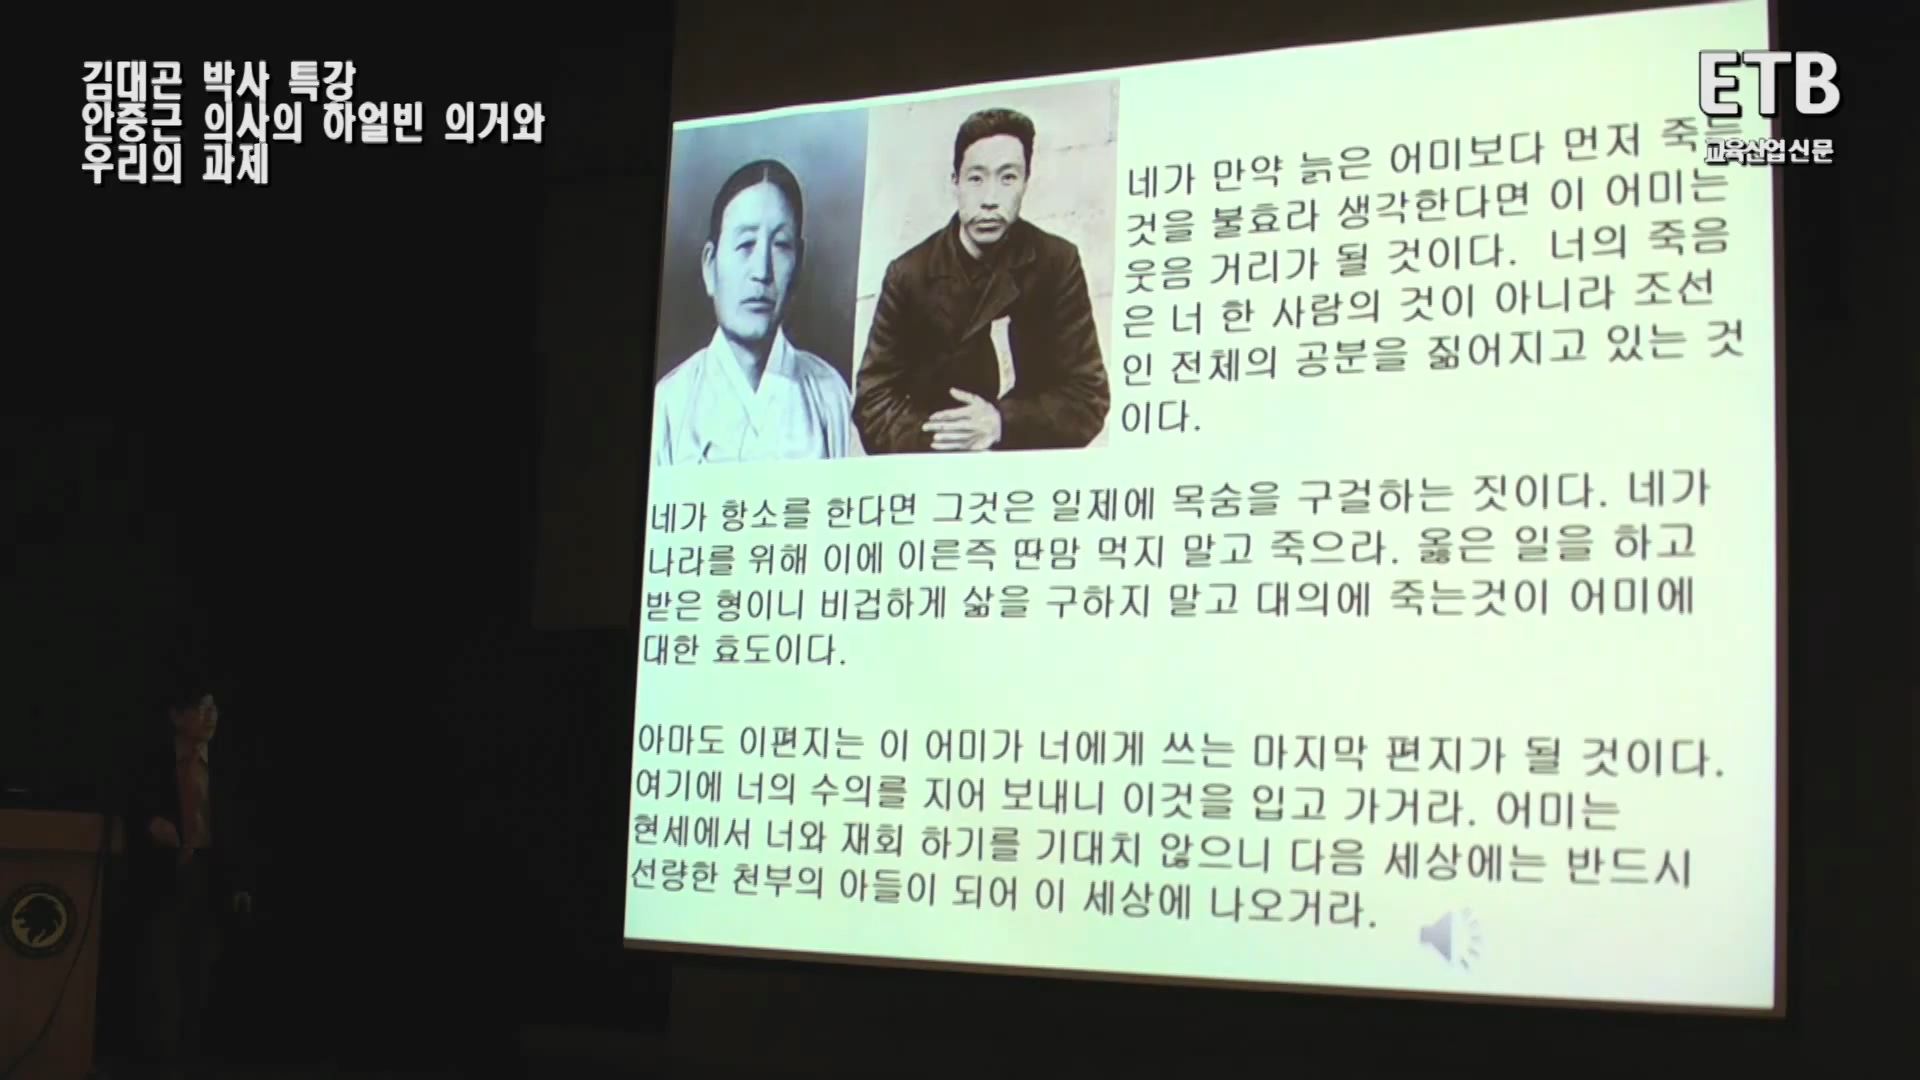 김대곤 박사 특강
안중근 의사의 하얼빈 의거와
우리의 과제
ETB
교육산업신문
네가 만약 늙은 어미보다 먼저 죽는
것을 불효라 생각한다면 이 어미는
웃음 거리가 될 것이다. 너의 죽음
은 너 한 사람의 것이 아니라 조선
인 전체의 공분을 짊어지고 있는 것
이다.
네가 항소를 한다면 그것은 일제에 목숨을 구걸하는 짓이다. 네가
나라를 위해 이에 이른즉 딴맘 먹지 말고 죽으라. 옳은 일을 하고
받은 형이니 비겁하게 삶을 구하지 말고 대의에 죽는것이 어미에
대한 효도이다.
아마도 이편지는 이 어미가 너에게 쓰는 마지막 편지가 될 것이다.
여기에 너의 수의를 지어 보내니 이것을 입고 가거라. 어미는
현세에서 너와 재회 하기를 기대치 않으니 다음 세상에는 반드시
선량한 천부의 아들이 되어 이 세상에 나오거라.